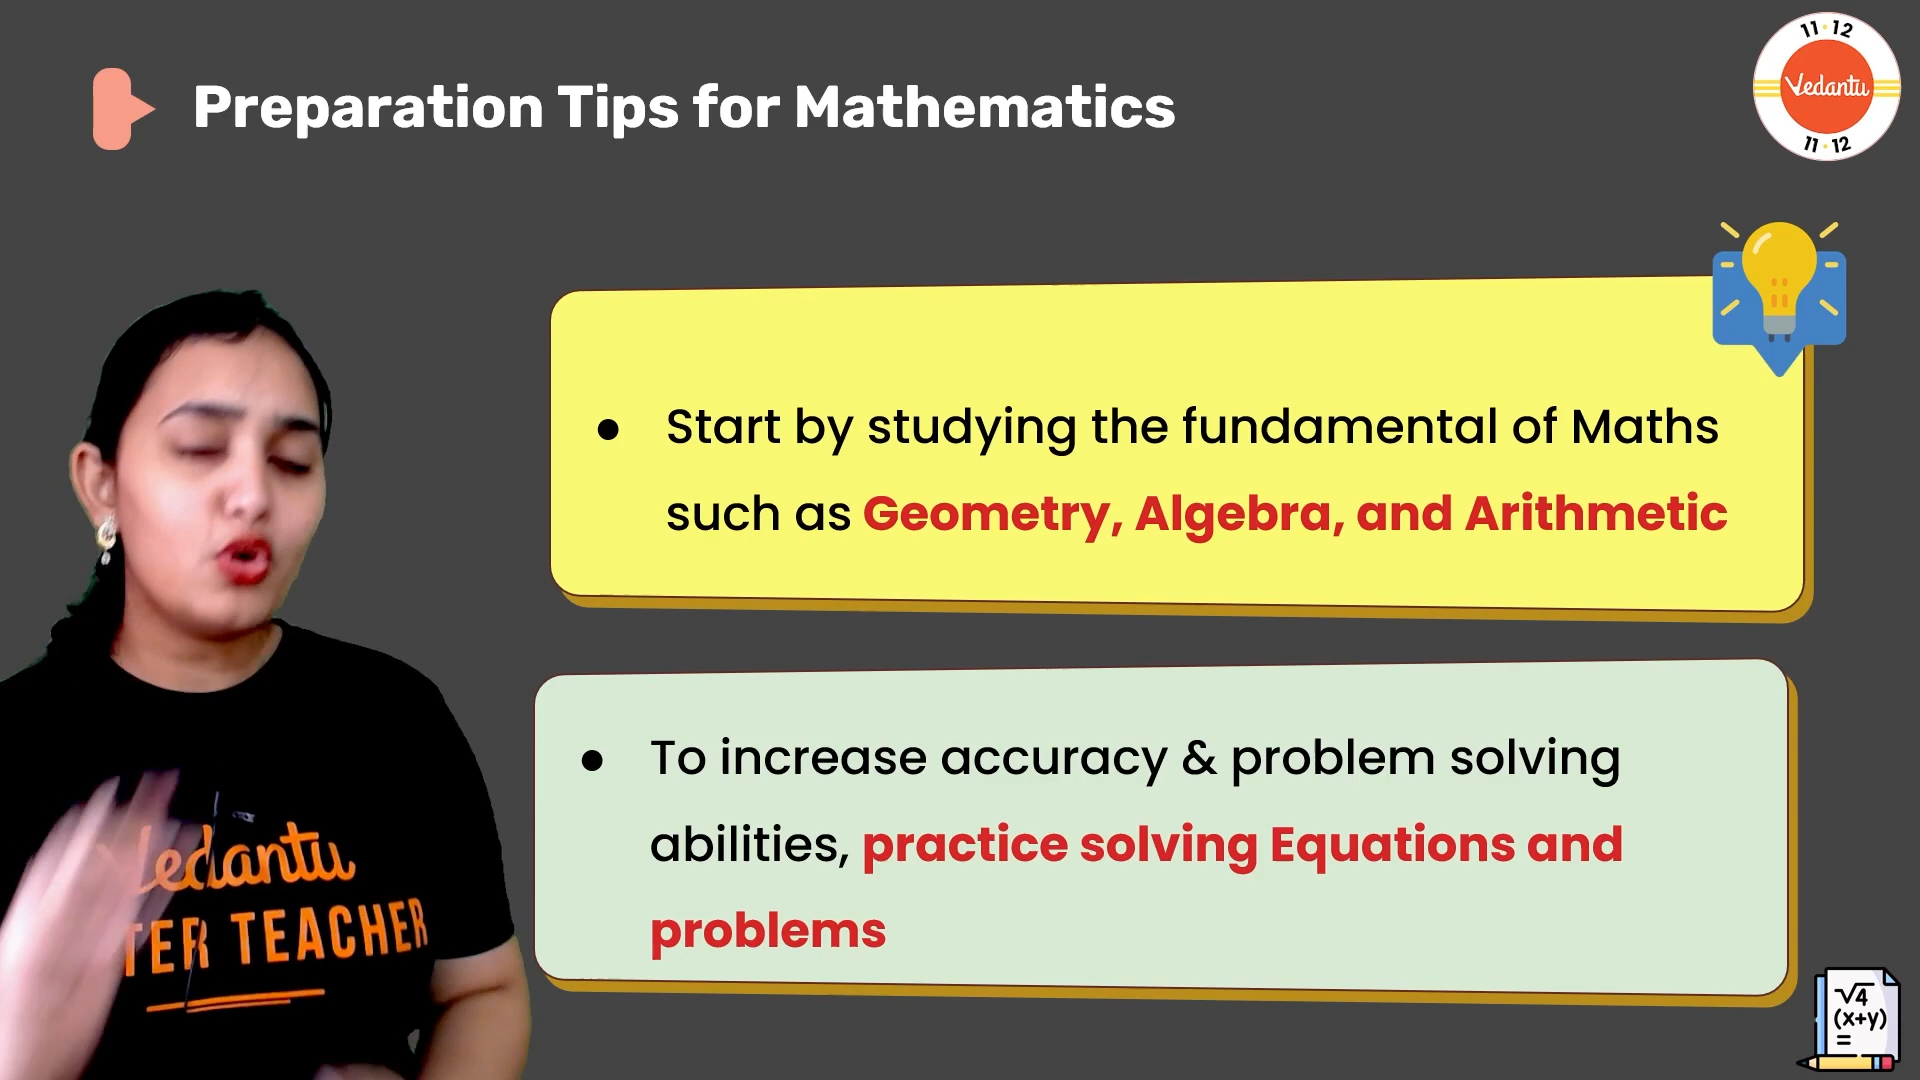 Preparation Tips for Mathematics
11·12
Vedantu
11·12
● Start by studying the fundamental of Maths
such as Geometry, Algebra, and Arithmetic
● To increase accuracy & problem solving
abilities, practice solving Equations and
problems
Vedantu
TER TEACHER
√4
(x+y)
=